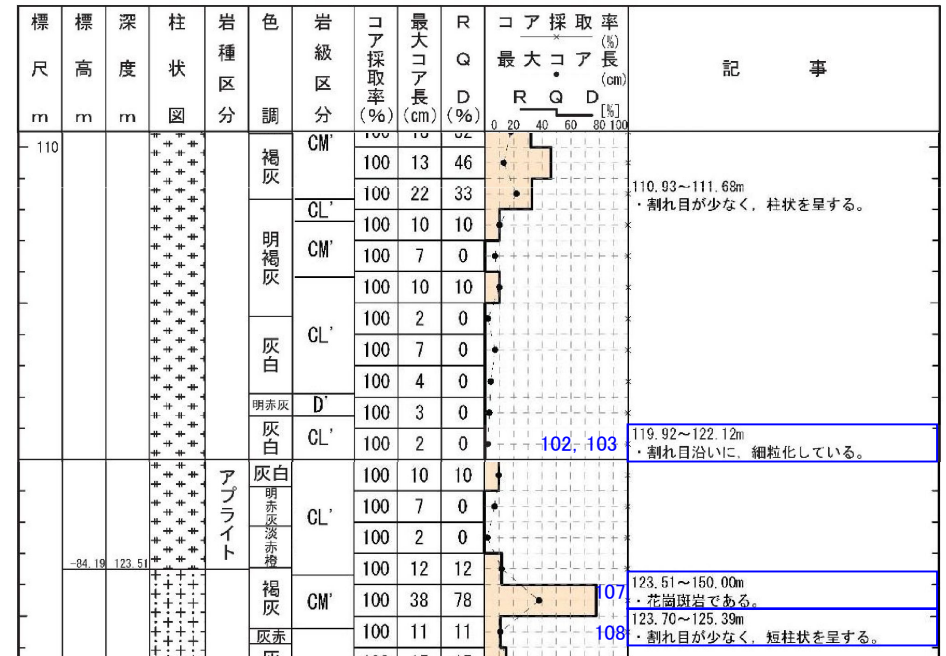 標尺 m
標高 m
深度 m
柱状図
岩種区分
色調
岩級区分
コア採取率 (%)
最大コア長 (cm)
RQD (%)
コア採取率 (%)
最大コア長 (cm)
RQD [%]
0 20 40 60 80 100
記事
110
褐灰
CM'
100 13 46
100 22 33
110.93～111.68m
・割れ目が少なく，柱状を呈する。
CL'
100 10 10
明褐灰
CM'
100 7 0
100 10 10
100 2 0
灰白
CL'
100 7 0
100 4 0
明赤灰
D'
100 3 0
灰白
CL'
100 2 0
102, 103
119.92～122.12m
・割れ目沿いに，細粒化している。
アプライト
灰白
100 10 10
明赤灰
CL'
100 7 0
淡赤橙
100 2 0
-84.19 123.51
100 12 12
褐灰
CM'
100 38 78
107
123.51～150.00m
・花崗斑岩である。
灰赤
100 11 11
108
123.70～125.39m
・割れ目が少なく，短柱状を呈する。